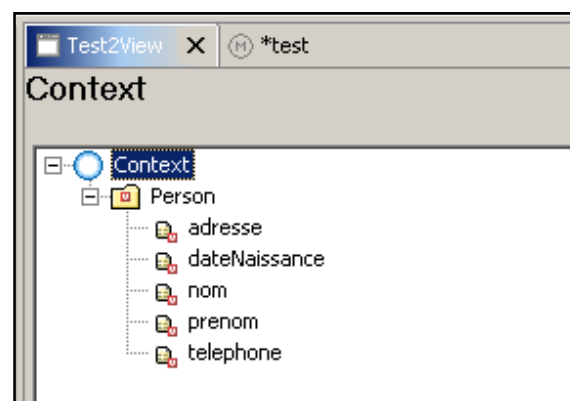 Test2View *test
Context
Context
Person
adresse
dateNaissance
nom
prenom
telephone